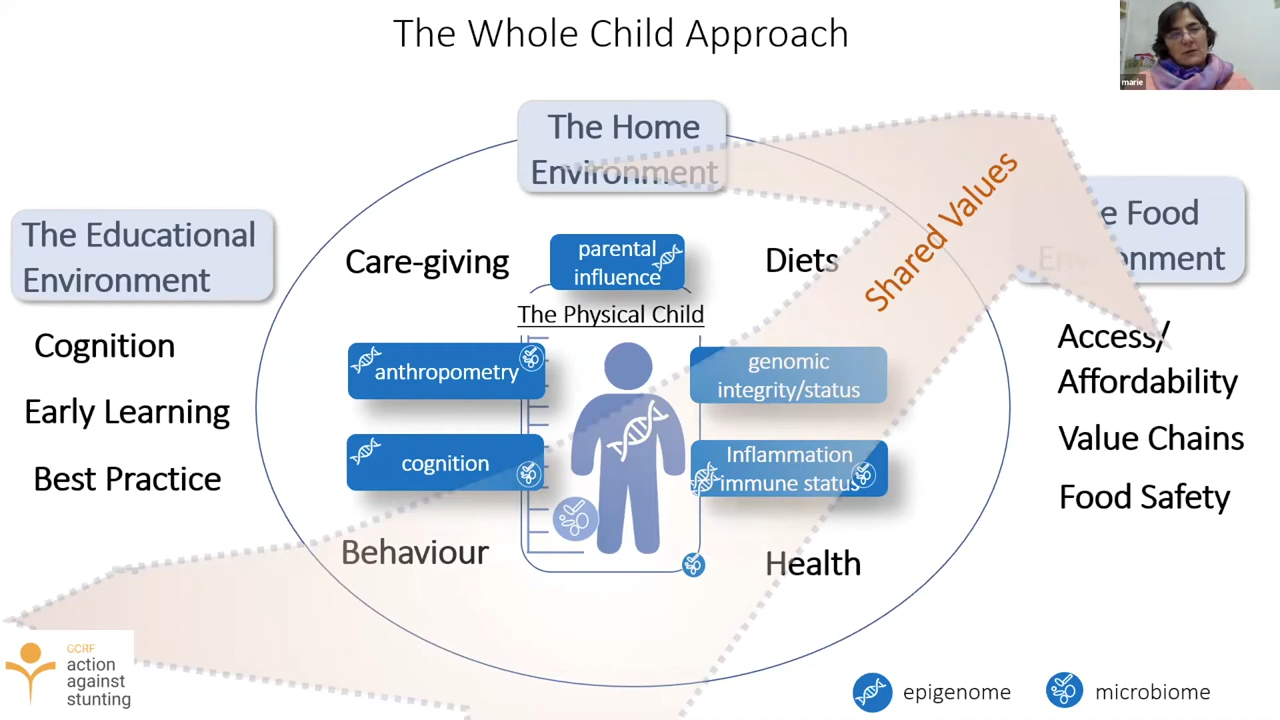 The Whole Child Approach
marie
The Home
Environment
The Educational
Environment
e Food
Environment
Care-giving
parental
influence
Diets
Shared Values
The Physical Child
Cognition
Early Learning
Best Practice
anthropometry
genomic
integrity/status
cognition
Inflammation
immune status
Access/
Affordability
Value Chains
Food Safety
Behaviour
Health
GCRF
action
against
stunting
epigenome
microbiome